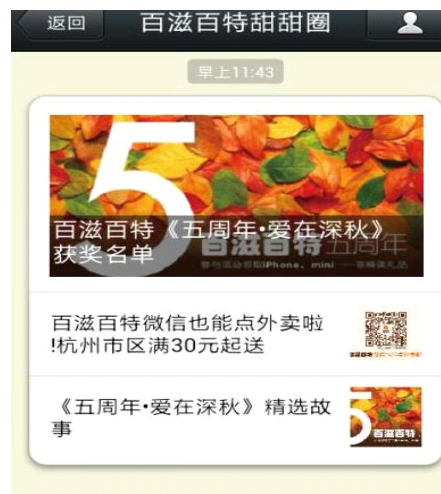 返回
百滋百特甜甜圈
早上11:43
5
百滋百特《五周年•爱在深秋》
获奖名单
百滋百特五周年
百滋百特微信也能点外卖啦
!杭州市区满30元起送
《五周年•爱在深秋》精选故
事
5
百滋百特